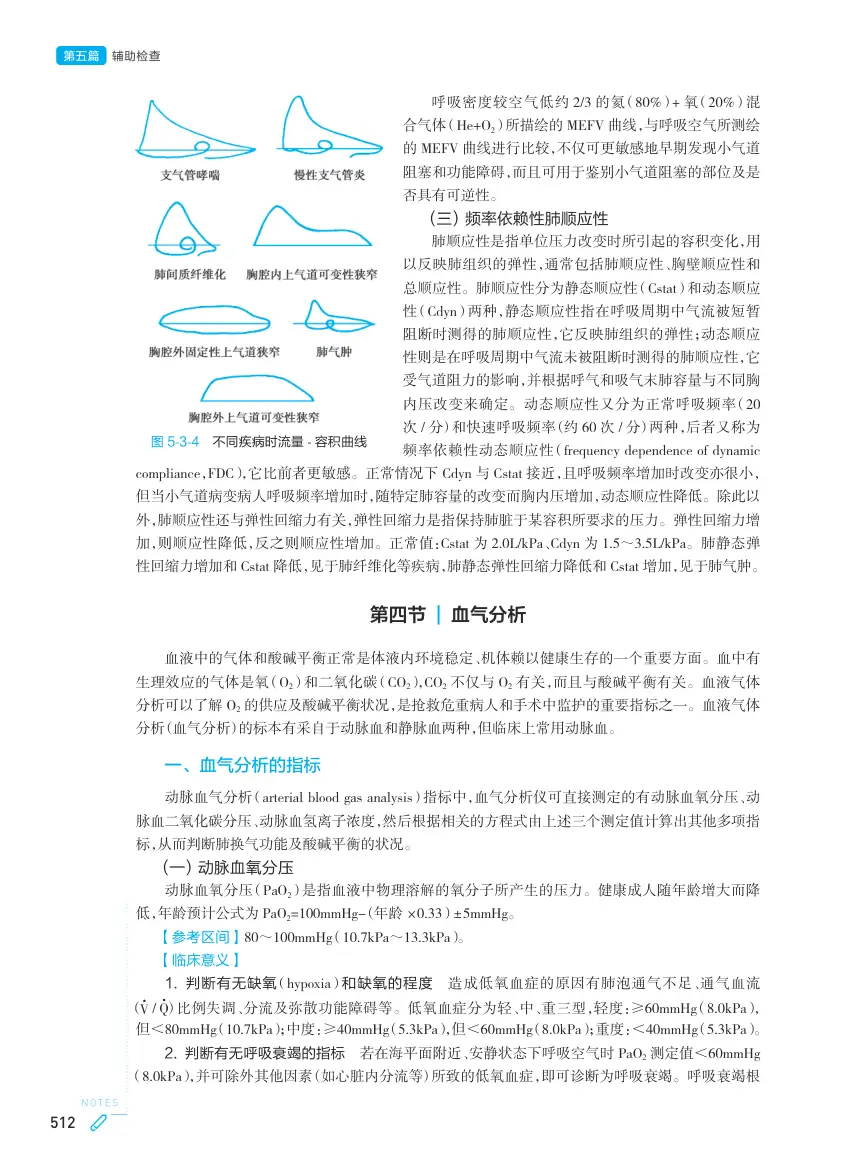 第五篇 辅助检查
支气管哮喘 慢性支气管炎
肺间质纤维化 胸腔内上气道可变性狭窄
胸腔外固定性上气道狭窄 肺气肿
胸腔外上气道可变性狭窄
图 5-3-4 不同疾病时流量 - 容积曲线
呼吸密度较空气低约 2/3 的氦（80%）+ 氧（20%）混
合气体（He+O₂）所描绘的 MEFV 曲线，与呼吸空气所测绘
的 MEFV 曲线进行比较，不仅可更敏感地早期发现小气道
阻塞和功能障碍，而且可用于鉴别小气道阻塞的部位及是
否具有可逆性。
（三）频率依赖性肺顺应性
肺顺应性是指单位压力改变时所引起的容积变化，用
以反映肺组织的弹性，通常包括肺顺应性、胸壁顺应性和
总顺应性。肺顺应性分为静态顺应性（Cstat）和动态顺应
性（Cdyn）两种，静态顺应性指在呼吸周期中气流被短暂
阻断时测得的肺顺应性，它反映肺组织的弹性；动态顺应
性则是在呼吸周期中气流未被阻断时测得的肺顺应性，它
受气道阻力的影响，并根据呼气和吸气末肺容量与不同胸
内压改变来确定。动态顺应性又分为正常呼吸频率（20
次 / 分）和快速呼吸频率（约 60 次 / 分）两种，后者又称为
频率依赖性动态顺应性（frequency dependence of dynamic
compliance，FDC），它比前者更敏感。正常情况下 Cdyn 与 Cstat 接近，且呼吸频率增加时改变亦很小，
但当小气道病变病人呼吸频率增加时，随特定肺容量的改变而胸内压增加，动态顺应性降低。除此以
外，肺顺应性还与弹性回缩力有关，弹性回缩力是指保持肺脏于某容积所要求的压力。弹性回缩力增
加，则顺应性降低，反之则顺应性增加。正常值：Cstat 为 2.0L/kPa、Cdyn 为 1.5～3.5L/kPa。肺静态弹
性回缩力增加和 Cstat 降低，见于肺纤维化等疾病，肺静态弹性回缩力降低和 Cstat 增加，见于肺气肿。
第四节 | 血气分析
血液中的气体和酸碱平衡正常是体液内环境稳定、机体赖以健康生存的一个重要方面。血中有
生理效应的气体是氧（O₂）和二氧化碳（CO₂），CO₂ 不仅与 O₂ 有关，而且与酸碱平衡有关。血液气体
分析可以了解 O₂ 的供应及酸碱平衡状况，是抢救危重病人和手术中监护的重要指标之一。血液气体
分析（血气分析）的标本有采自于动脉血和静脉血两种，但临床上常用动脉血。
一、血气分析的指标
动脉血气分析（arterial blood gas analysis）指标中，血气分析仪可直接测定的有动脉血氧分压、动
脉血二氧化碳分压、动脉血氢离子浓度，然后根据相关的方程式由上述三个测定值计算出其他多项指
标，从而判断肺换气功能及酸碱平衡的状况。
（一）动脉血氧分压
动脉血氧分压（PaO₂）是指血液中物理溶解的氧分子所产生的压力。健康成人随年龄增大而降
低，年龄预计公式为 PaO₂=100mmHg-（年龄 ×0.33）±5mmHg。
【参考区间】80～100mmHg（10.7kPa～13.3kPa）。
【临床意义】
1. 判断有无缺氧（hypoxia）和缺氧的程度 造成低氧血症的原因有肺泡通气不足、通气血流
（V̇ / Q̇）比例失调、分流及弥散功能障碍等。低氧血症分为轻、中、重三型，轻度：≥60mmHg（8.0kPa），
但＜80mmHg（10.7kPa）；中度：≥40mmHg（5.3kPa），但＜60mmHg（8.0kPa）；重度：＜40mmHg（5.3kPa）。
2. 判断有无呼吸衰竭的指标 若在海平面附近、安静状态下呼吸空气时 PaO₂ 测定值＜60mmHg
（8.0kPa），并可除外其他因素（如心脏内分流等）所致的低氧血症，即可诊断为呼吸衰竭。呼吸衰竭根
NOTES
512